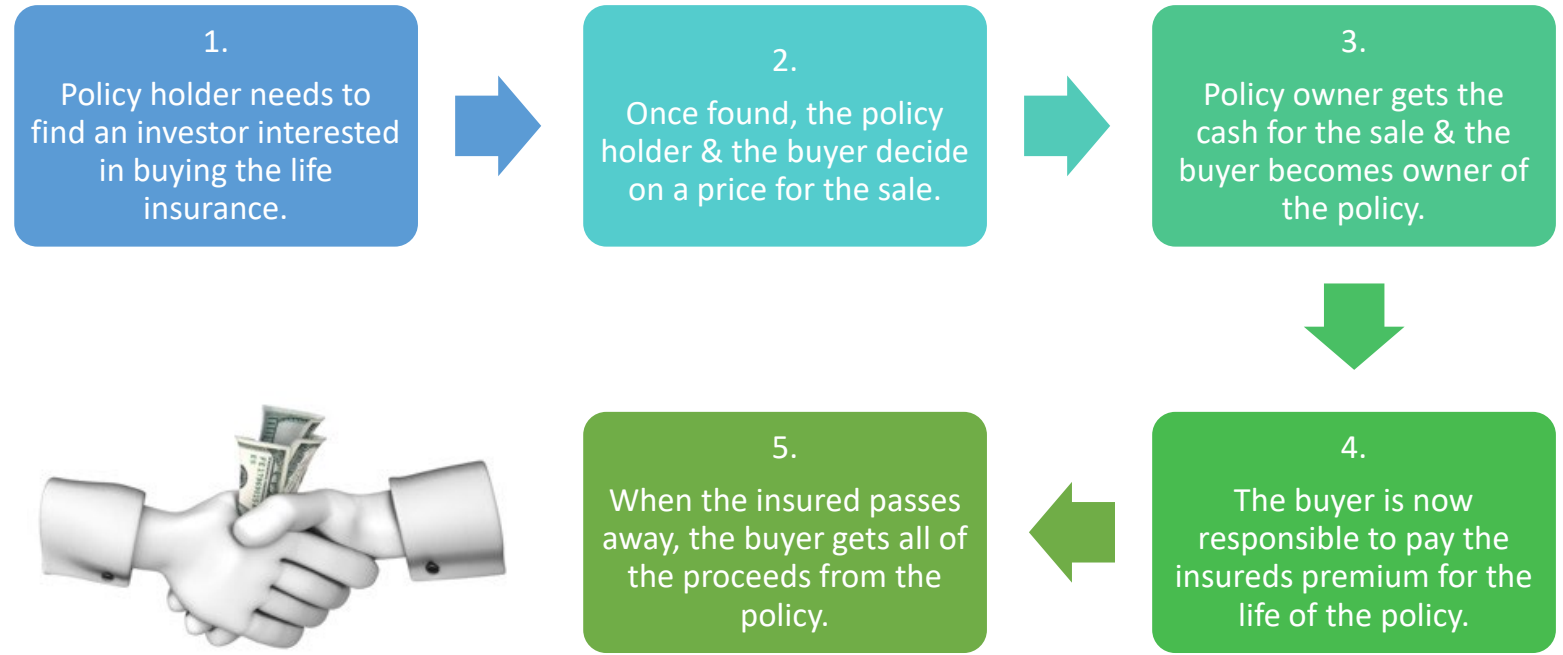 1.
Policy holder needs to
find an investor interested
in buying the life
insurance.
2.
Once found, the policy
holder & the buyer decide
on a price for the sale.
3.
Policy owner gets the
cash for the sale & the
buyer becomes owner of
the policy.
4.
The buyer is now
responsible to pay the
insureds premium for the
life of the policy.
5.
When the insured passes
away, the buyer gets all of
the proceeds from the
policy.